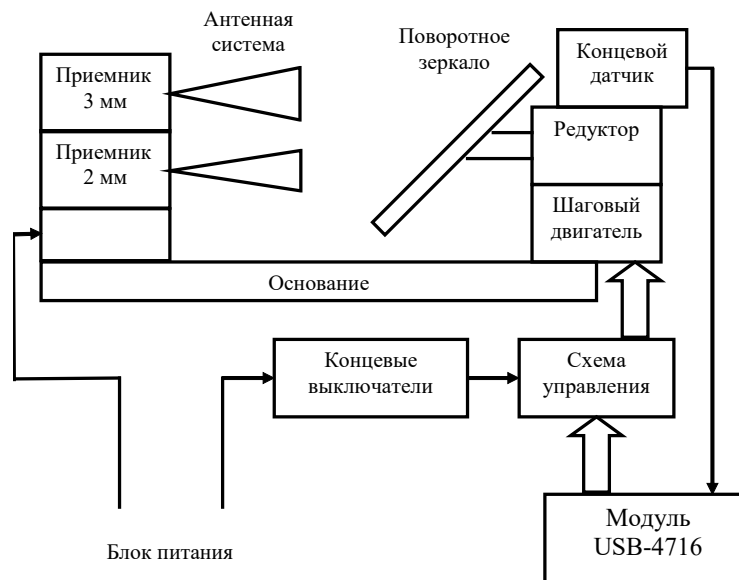 Антенная
система
Поворотное
зеркало
Концевой
датчик
Приемник
3 мм
Приемник
2 мм
Редуктор
Шаговый
двигатель
Основание
Концевые
выключатели
Схема
управления
Модуль
USB-4716
Блок питания